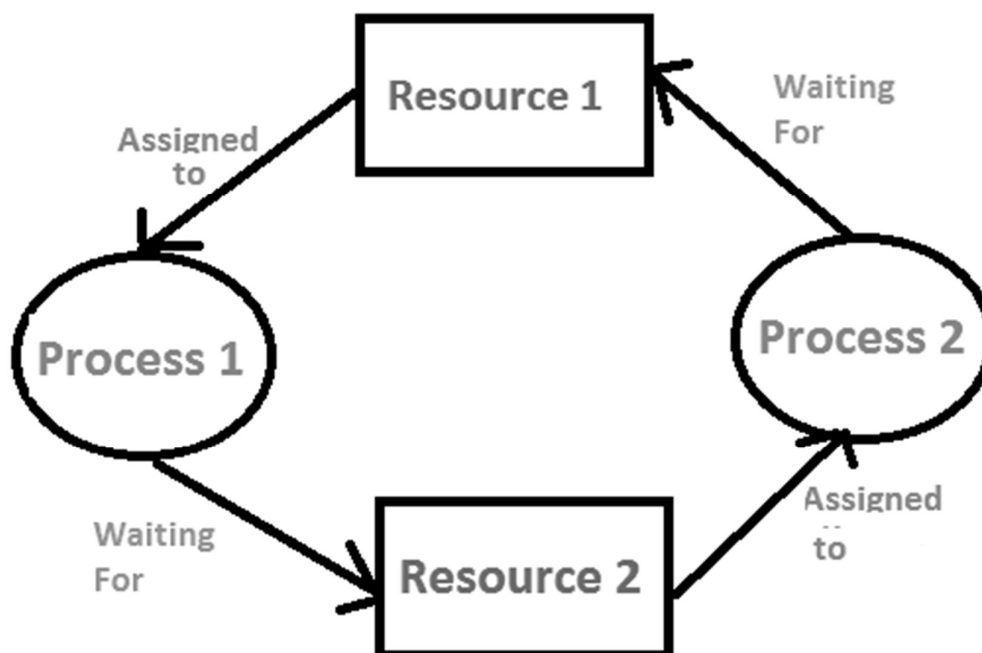 Resource 1
Waiting
For
Assigned
to
Process 1
Process 2
Waiting
For
Resource 2
Assigned
to